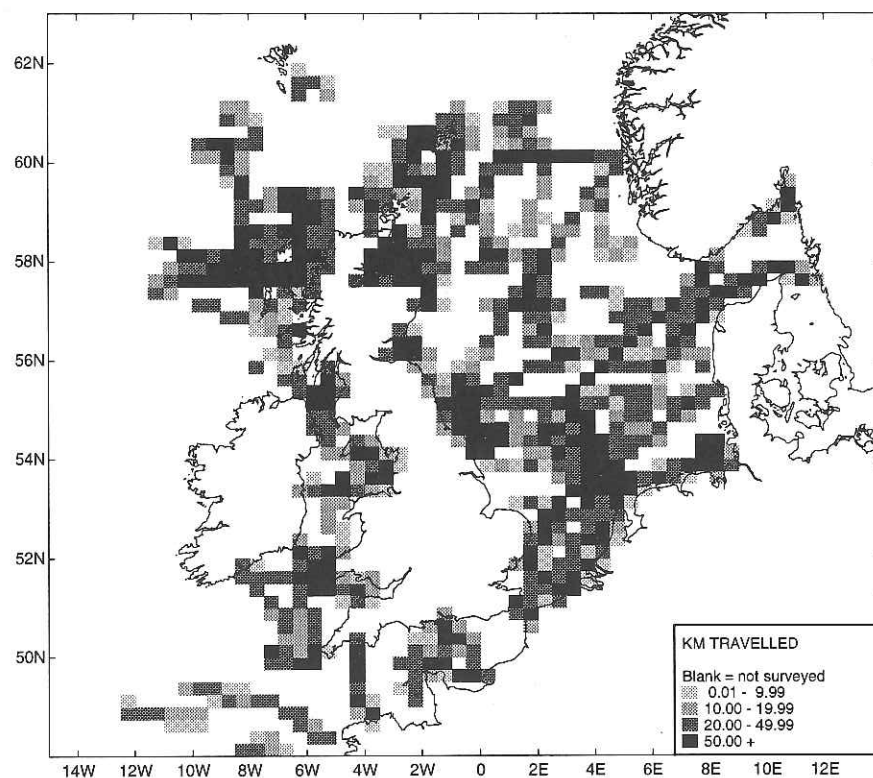 62N
60N
58N
56N
54N
52N
50N
KM TRAVELLED
Blank = not surveyed
0.01 - 9.99
10.00 - 19.99
20.00 - 49.99
50.00 +
14W 12W 10W 8W 6W 4W 2W 0 2E 4E 6E 8E 10E 12E